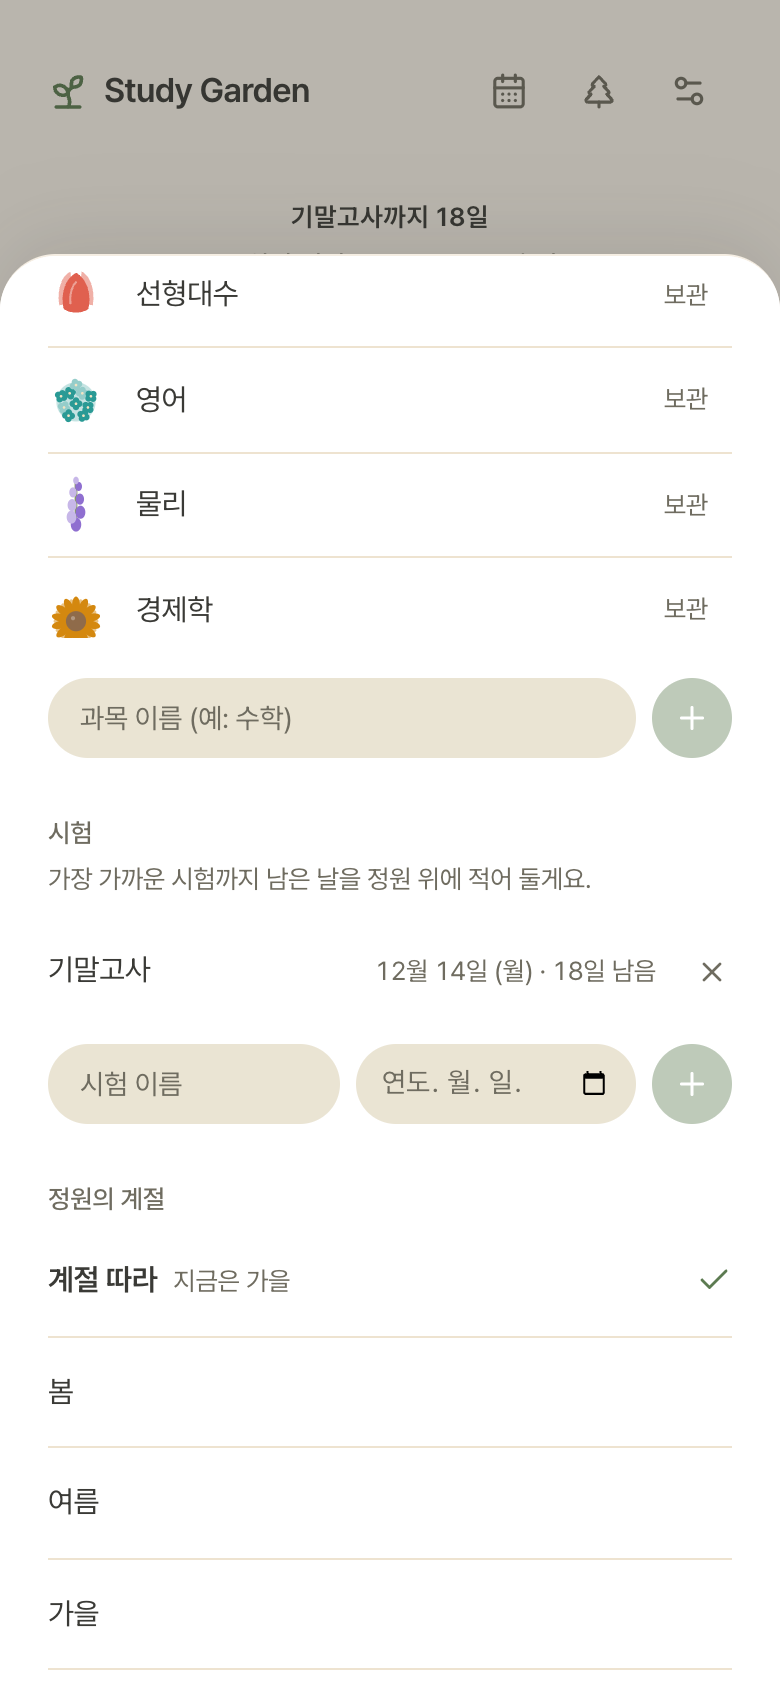 Study Garden
기말고사까지 18일
선형대수 보관
영어 보관
물리 보관
경제학 보관
과목 이름 (예: 수학)
시험
가장 가까운 시험까지 남은 날을 정원 위에 적어 둘게요.
기말고사 12월 14일 (월) · 18일 남음
시험 이름 연도. 월. 일.
정원의 계절
계절 따라 지금은 가을
봄
여름
가을